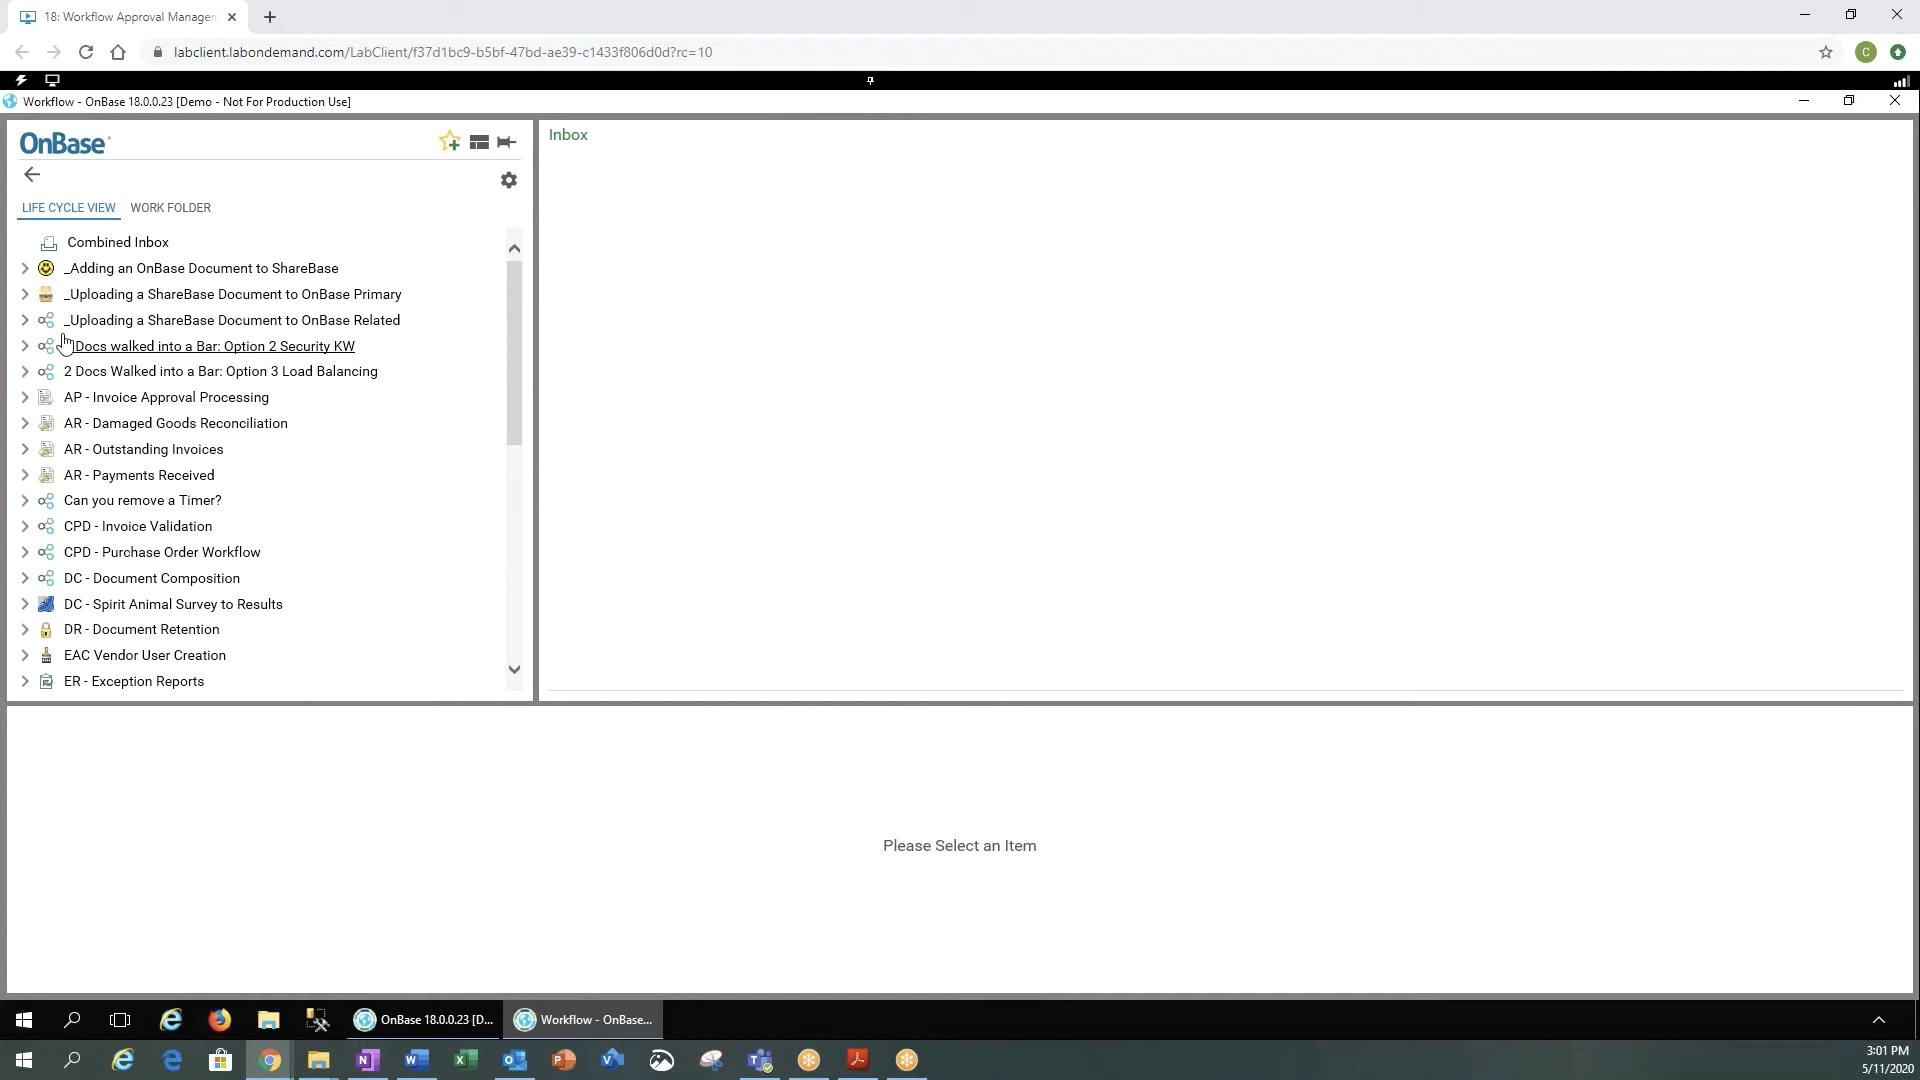 18: Workflow Approval Managem
labclient.labondemand.com/LabClient/f37d1bc9-b5bf-47bd-ae39-c1433f806d0d?rc=10
C
Workflow - OnBase 18.0.0.23 [Demo - Not For Production Use]
OnBase
Inbox
LIFE CYCLE VIEW WORK FOLDER
Combined Inbox
_Adding an OnBase Document to ShareBase
_Uploading a ShareBase Document to OnBase Primary
_Uploading a ShareBase Document to OnBase Related
Docs walked into a Bar: Option 2 Security KW
2 Docs Walked into a Bar: Option 3 Load Balancing
AP - Invoice Approval Processing
AR - Damaged Goods Reconciliation
AR - Outstanding Invoices
AR - Payments Received
Can you remove a Timer?
CPD - Invoice Validation
CPD - Purchase Order Workflow
DC - Document Composition
DC - Spirit Animal Survey to Results
DR - Document Retention
EAC Vendor User Creation
ER - Exception Reports
Please Select an Item
OnBase 18.0.0.23 [D... Workflow - OnBase...
3:01 PM
5/11/2020